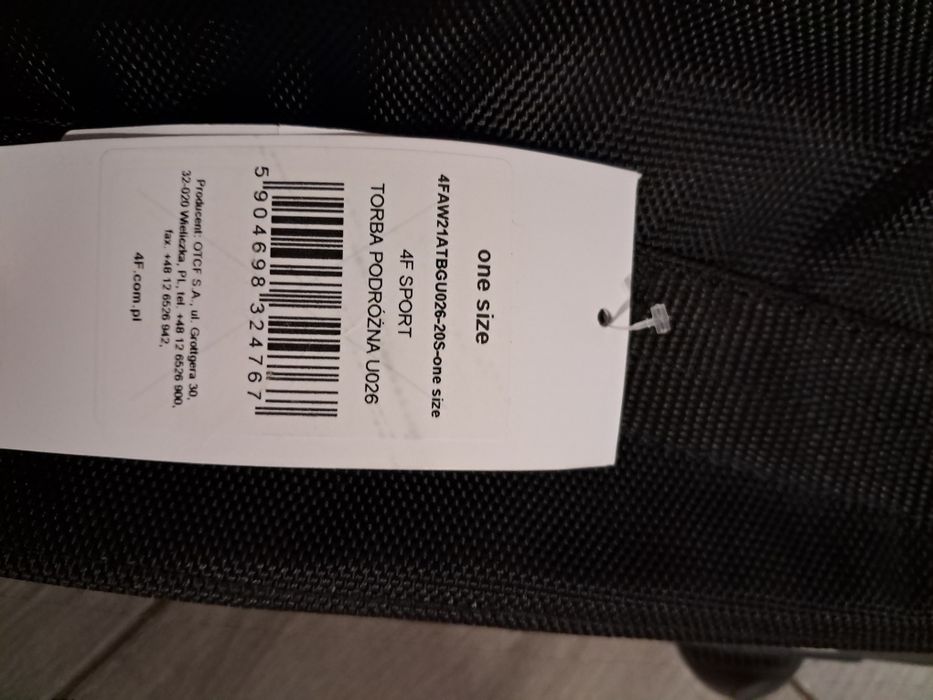 one size
4FAW21ATBGU026-20S-one size
4F SPORT
TORBA PODRÓŻNA U026
5 904698 324767
Producent: OTCF S.A., ul. Grottgera 30,
32-020 Wieliczka, PL, tel. +48 12 6526 900,
fax. +48 12 6526 942,
4F.com.pl